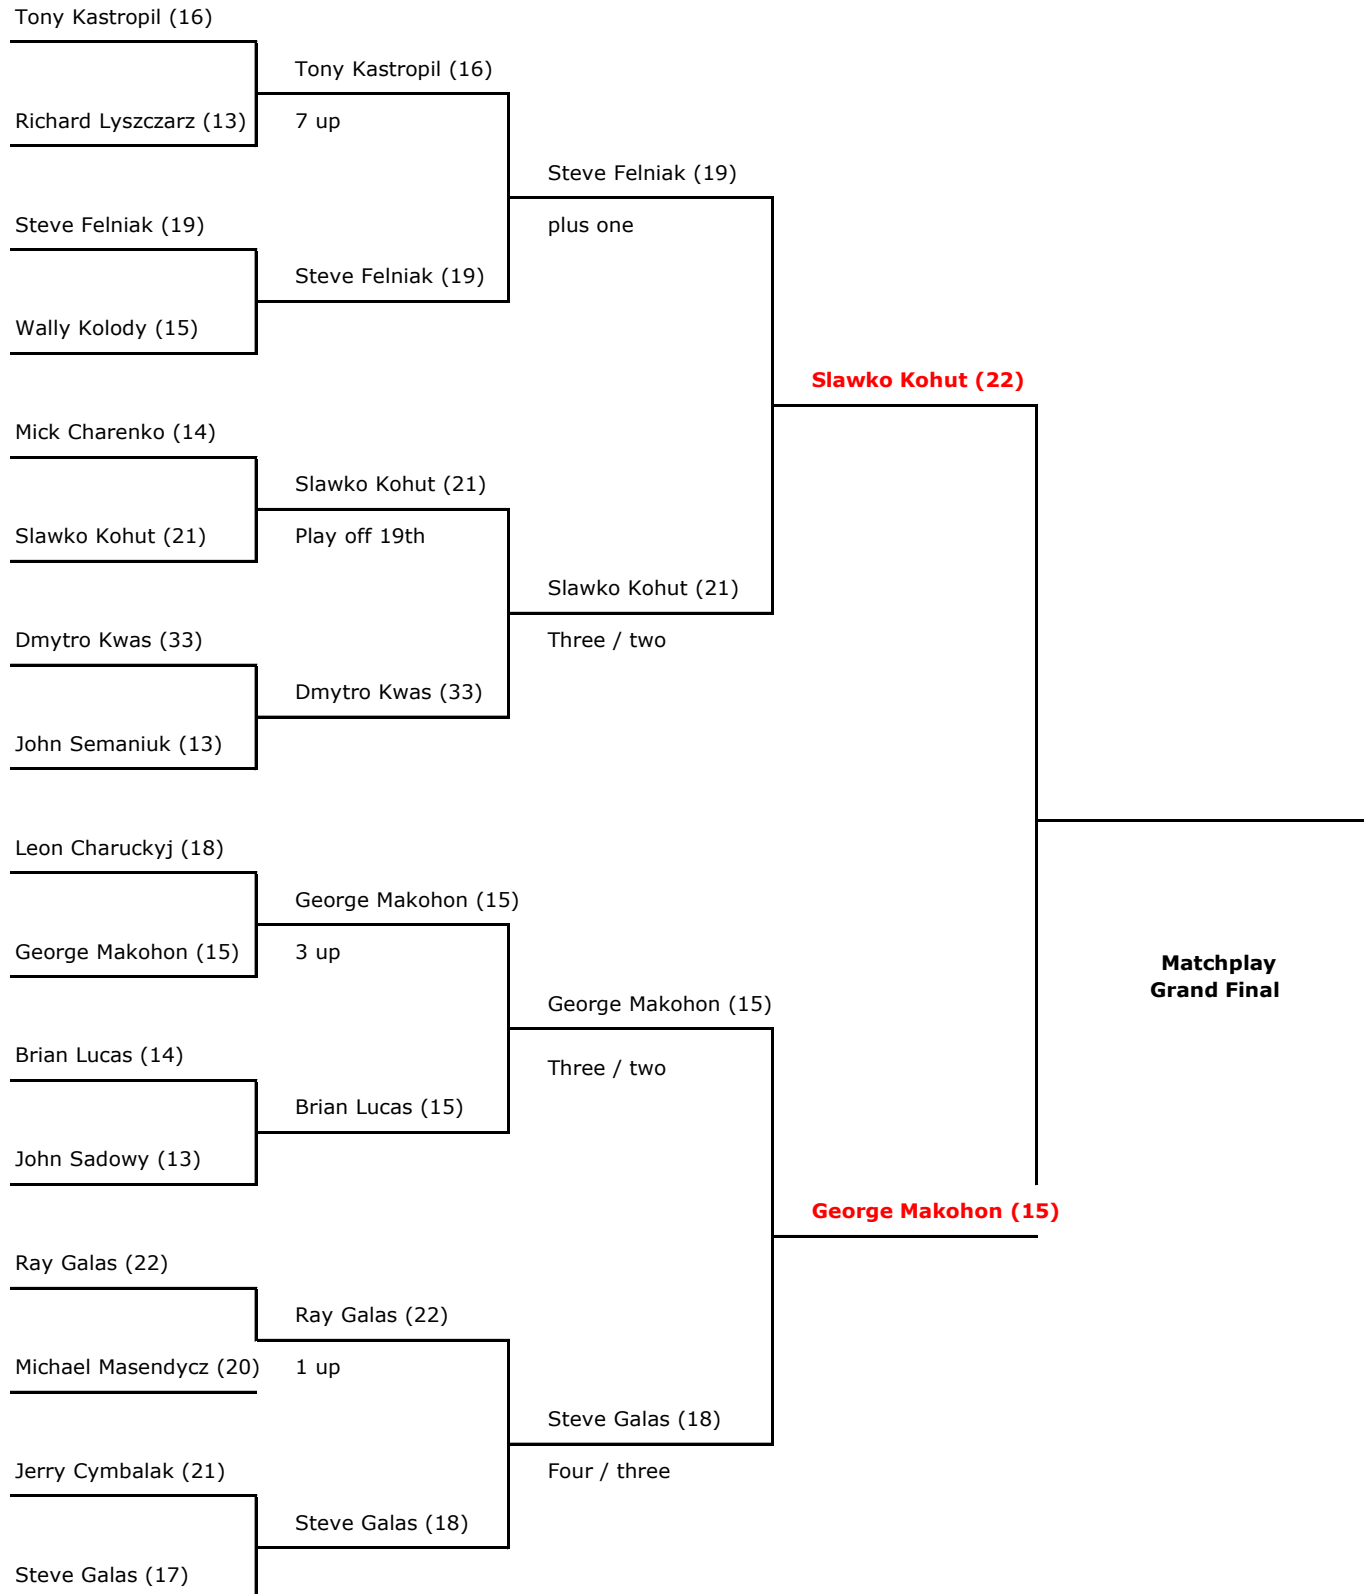 Tony Kastropil (16)
Tony Kastropil (16)
Richard Lyszczarz (13)
7 up
Steve Felniak (19)
Steve Felniak (19)
plus one
Steve Felniak (19)
Wally Kolody (15)
Slawko Kohut (22)
Mick Charenko (14)
Slawko Kohut (21)
Slawko Kohut (21)
Play off 19th
Slawko Kohut (21)
Dmytro Kwas (33)
Three / two
Dmytro Kwas (33)
John Semaniuk (13)
Leon Charuckyj (18)
George Makohon (15)
George Makohon (15)
3 up
Matchplay
Grand Final
George Makohon (15)
Brian Lucas (14)
Three / two
Brian Lucas (15)
John Sadowy (13)
George Makohon (15)
Ray Galas (22)
Ray Galas (22)
Michael Masendycz (20)
1 up
Steve Galas (18)
Jerry Cymbalak (21)
Four / three
Steve Galas (18)
Steve Galas (17)